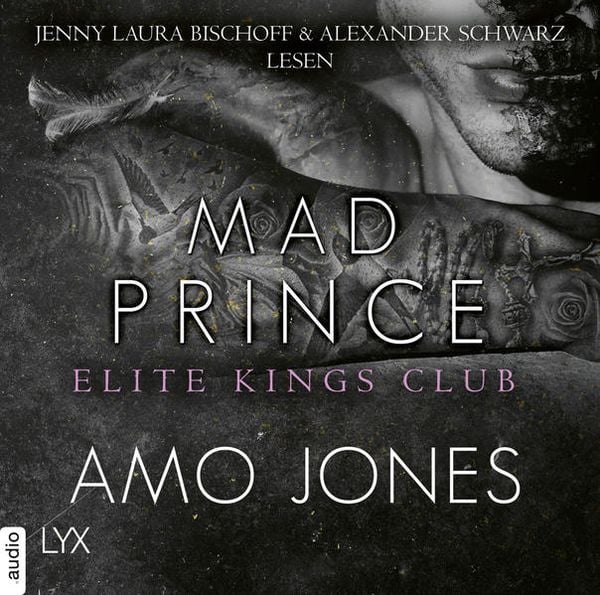 JENNY LAURA BISCHOFF & ALEXANDER SCHWARZ
LESEN
MAD
PRINCE
ELITE KINGS CLUB
AMO JONES
.audio
LYX